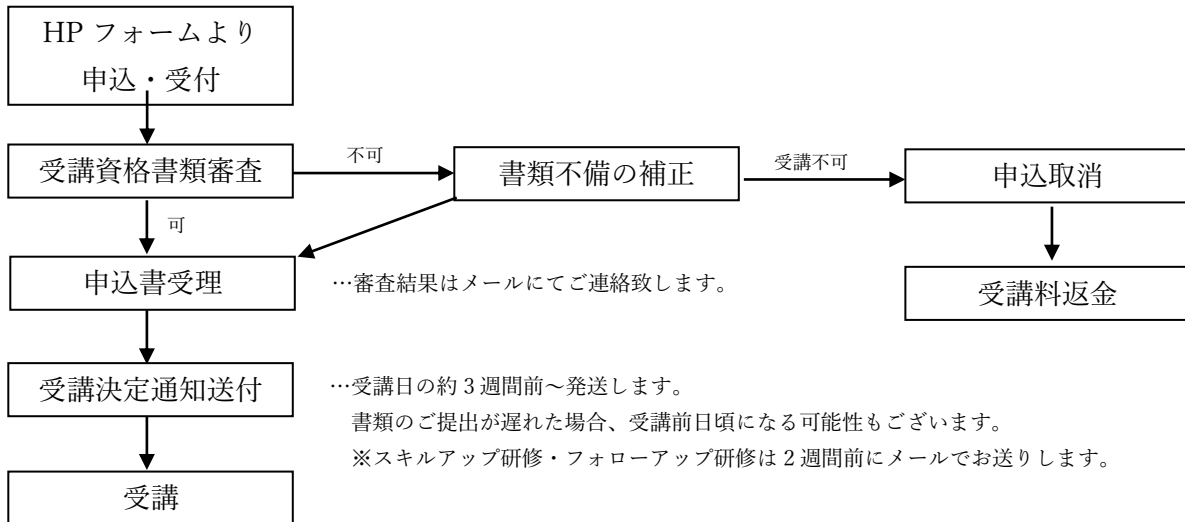 HP フォームより
申込・受付
受講資格書類審査
不可
書類不備の補正
受講不可
申込取消
可
申込書受理
…審査結果はメールにてご連絡致します。
受講料返金
受講決定通知送付
…受講日の約3週間前～発送します。
書類のご提出が遅れた場合、受講前日頃になる可能性もございます。
※スキルアップ研修・フォローアップ研修は2週間前にメールでお送りします。
受講